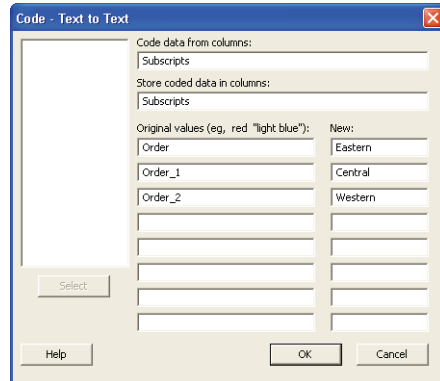 Code - Text to Text
Code data from columns:
Subscripts
Store coded data in columns:
Subscripts
Original values (eg, red "light blue"): New:
Order Eastern
Order_1 Central
Order_2 Western
Select
Help OK Cancel